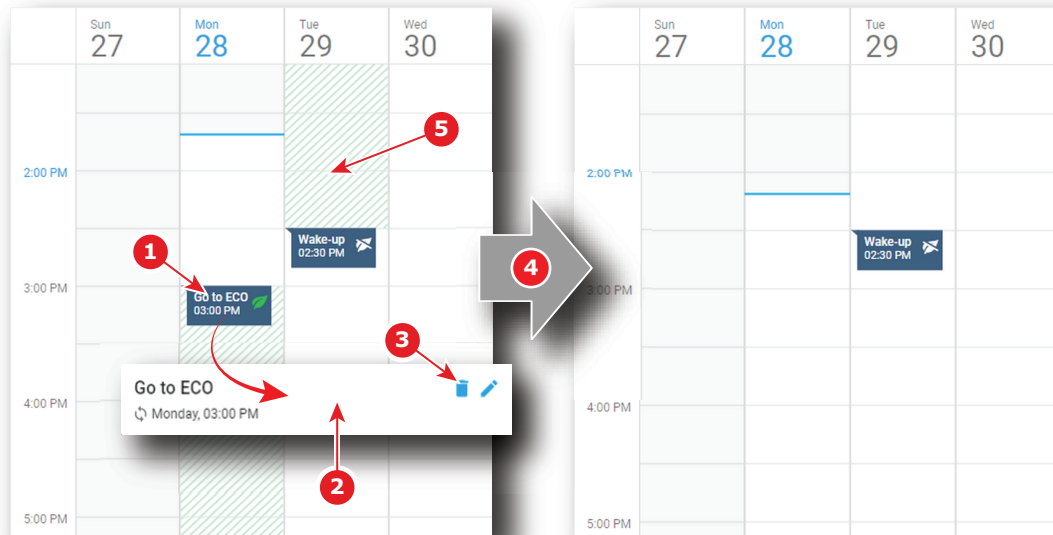 Sun Mon Tue Wed
27 28 29 30
5
2:00 PM
Wake-up
02:30 PM
1
3:00 PM
Go to ECO
03:00 PM
3
Go to ECO
Monday, 03:00 PM
4:00 PM
2
5:00 PM
4
Sun Mon Tue Wed
27 28 29 30
2:00 PM
Wake-up
02:30 PM
3:00 PM
4:00 PM
5:00 PM